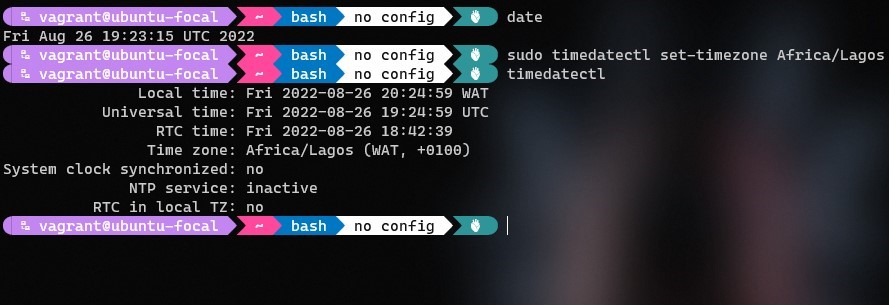 vagrant@ubuntu-focal ~ bash no config date
Fri Aug 26 19:23:15 UTC 2022
vagrant@ubuntu-focal ~ bash no config sudo timedatectl set-timezone Africa/Lagos
vagrant@ubuntu-focal ~ bash no config timedatectl
Local time: Fri 2022-08-26 20:24:59 WAT
Universal time: Fri 2022-08-26 19:24:59 UTC
RTC time: Fri 2022-08-26 18:42:39
Time zone: Africa/Lagos (WAT, +0100)
System clock synchronized: no
NTP service: inactive
RTC in local TZ: no
vagrant@ubuntu-focal ~ bash no config